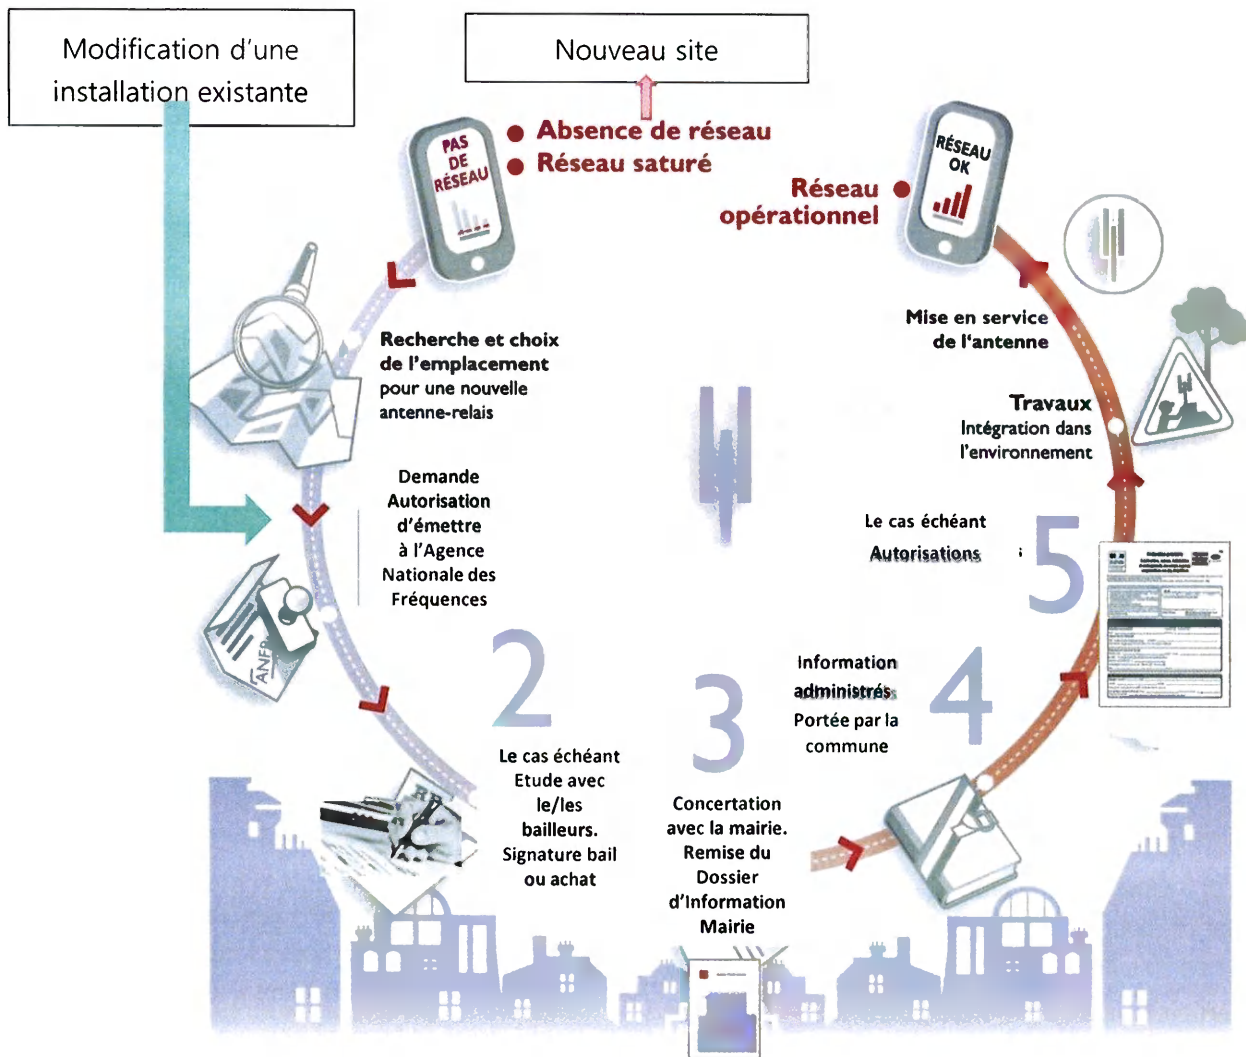 Modification d'une
installation existante
Nouveau site
PAS
DE
RÉSEAU
Absence de réseau
Réseau saturé
RÉSEAU
OK
Réseau
opérationnel
Recherche et choix
de l'emplacement
pour une nouvelle
antenne-relais
Demande
Autorisation
d'émettre
à l'Agence
Nationale des
Fréquences
ANFR
2
Le cas échéant
Etude avec
le/les
bailleurs.
Signature bail
ou achat
3
Concertation
avec la mairie.
Remise du
Dossier
d'Information
Mairie
4
Information
administrés
Portée par la
commune
5
Le cas échéant
Autorisations
Travaux
Intégration dans
l'environnement
Mise en service
de l'antenne